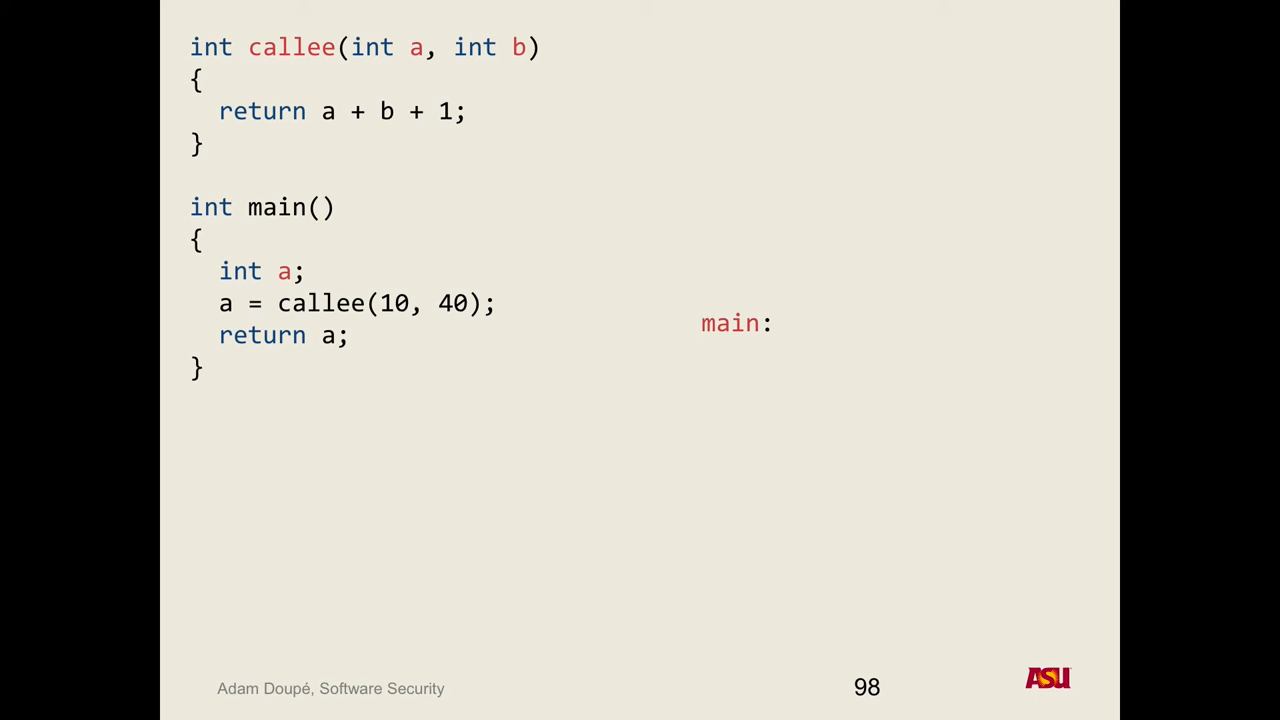 int callee(int a, int b)
{
  return a + b + 1;
}
int main()
{
  int a;
  a = callee(10, 40);
  return a;
}
main:
Adam Doupé, Software Security
98
ASU